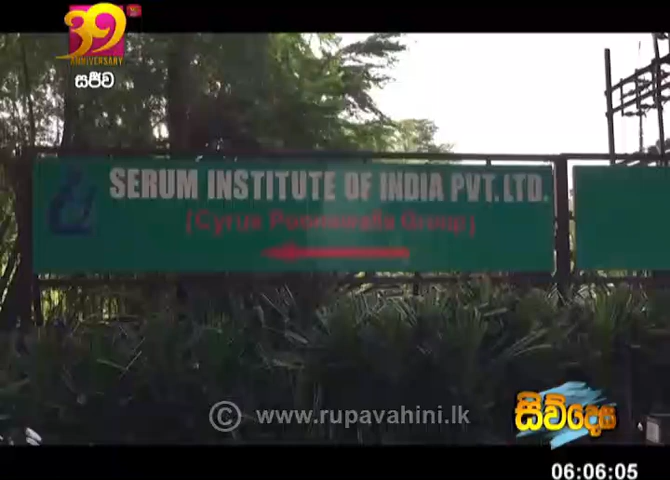 39
ANNIVERSARY
සජීව
SERUM INSTITUTE OF INDIA PVT. LTD.
(Cyrus Poonawalla Group)
© www.rupavahini.lk
සිව්දෙස
06:06:05